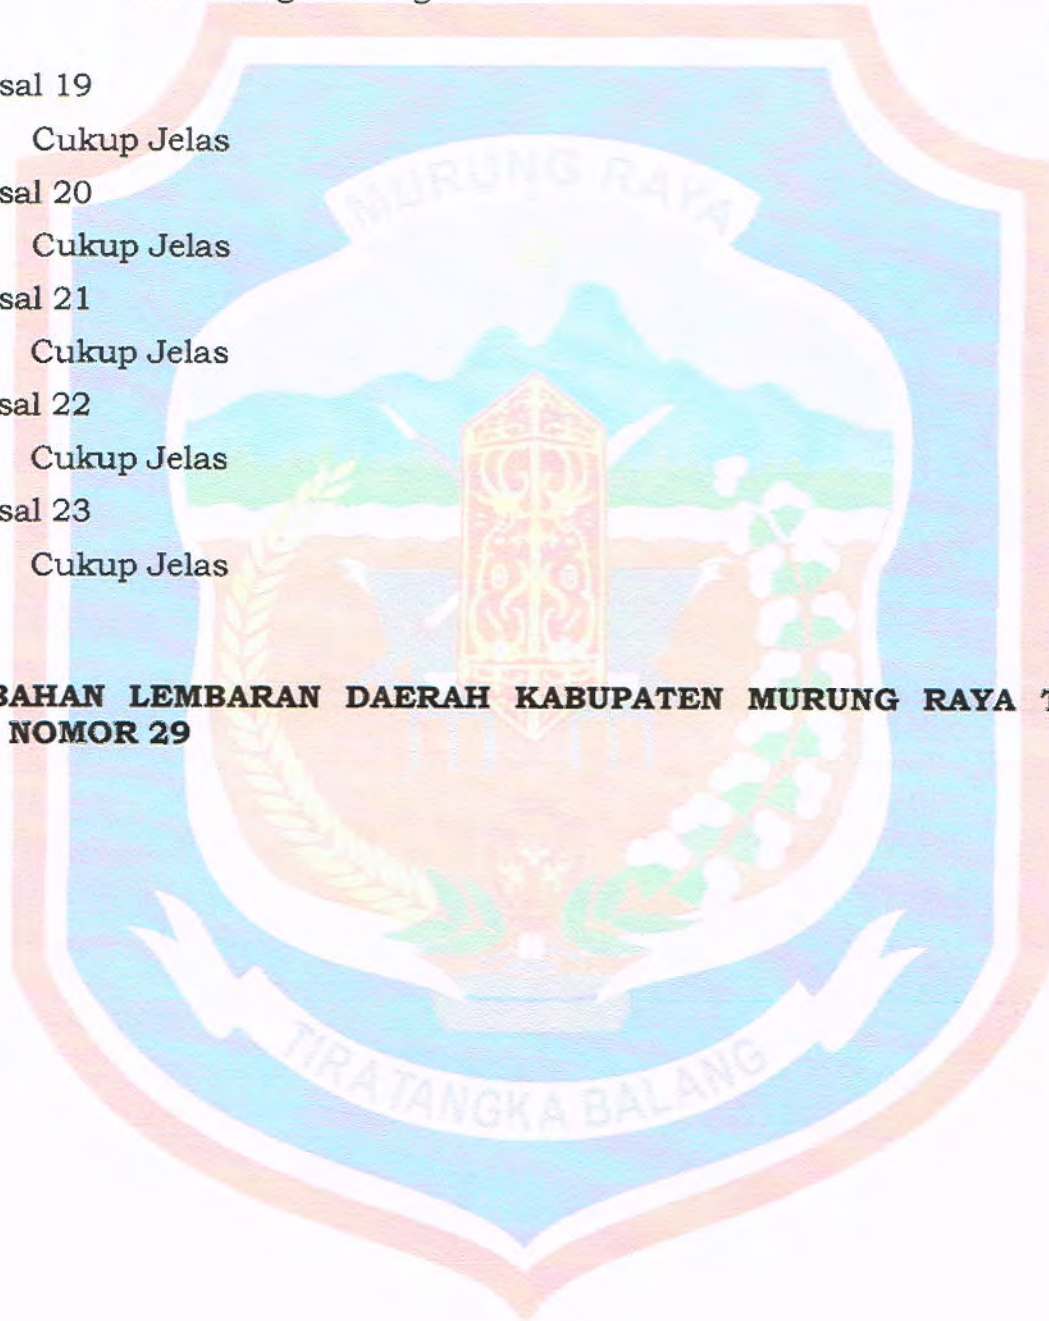 sal 19
Cukup Jelas
sal 20
Cukup Jelas
sal 21
Cukup Jelas
sal 22
Cukup Jelas
sal 23
Cukup Jelas
MURUNG RAYA
BAHAN LEMBARAN DAERAH KABUPATEN MURUNG RAYA T
NOMOR 29
TIRA TANGKA BALANG